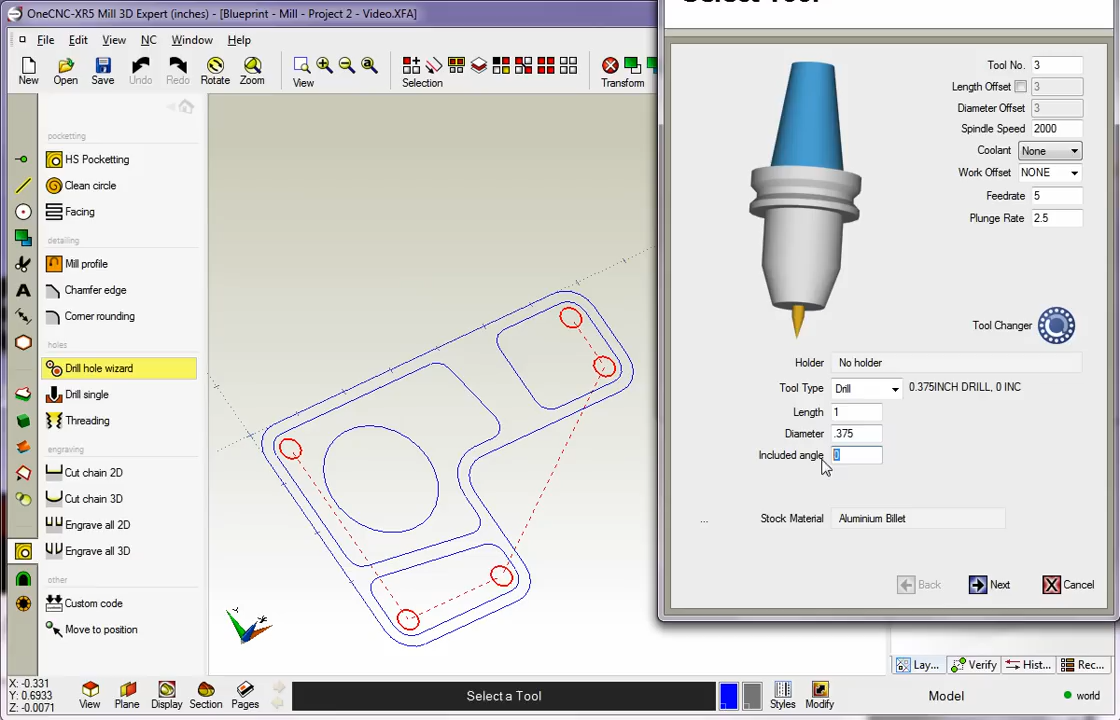 OneCNC-XR5 Mill 3D Expert (inches) - [Blueprint - Mill - Project 2 - Video.XFA]
File Edit View NC Window Help
New Open Save Undo Redo Rotate Zoom View Selection Transform
pocketting
HS Pocketting
Clean circle
Facing
detailing
Mill profile
Chamfer edge
Corner rounding
holes
Drill hole wizard
Drill single
Threading
engraving
Cut chain 2D
Cut chain 3D
Engrave all 2D
Engrave all 3D
other
Custom code
Move to position
Tool No. 3
Length Offset 3
Diameter Offset 3
Spindle Speed 2000
Coolant None
Work Offset NONE
Feedrate 5
Plunge Rate 2.5
Tool Changer
Holder No holder
Tool Type Drill 0.375INCH DRILL, 0 INC
Length 1
Diameter .375
Included angle 0
... Stock Material Aluminium Billet
Back Next Cancel
Lay... Verify Hist... Rec...
X: -0.331
Y: 0.6933
Z: -0.0071
View Plane Display Section Pages
Select a Tool
Styles Modify
Model
world